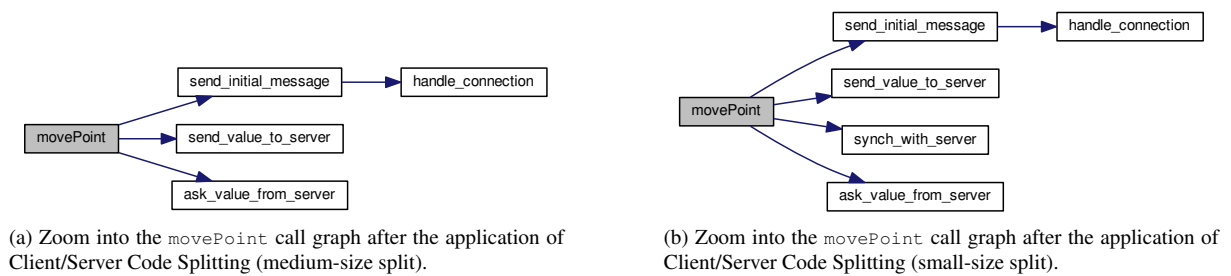 send_initial_message
handle_connection
movePoint
send_value_to_server
ask_value_from_server
(a) Zoom into the movePoint call graph after the application of
Client/Server Code Splitting (medium-size split).
send_initial_message
handle_connection
send_value_to_server
movePoint
synch_with_server
ask_value_from_server
(b) Zoom into the movePoint call graph after the application of
Client/Server Code Splitting (small-size split).